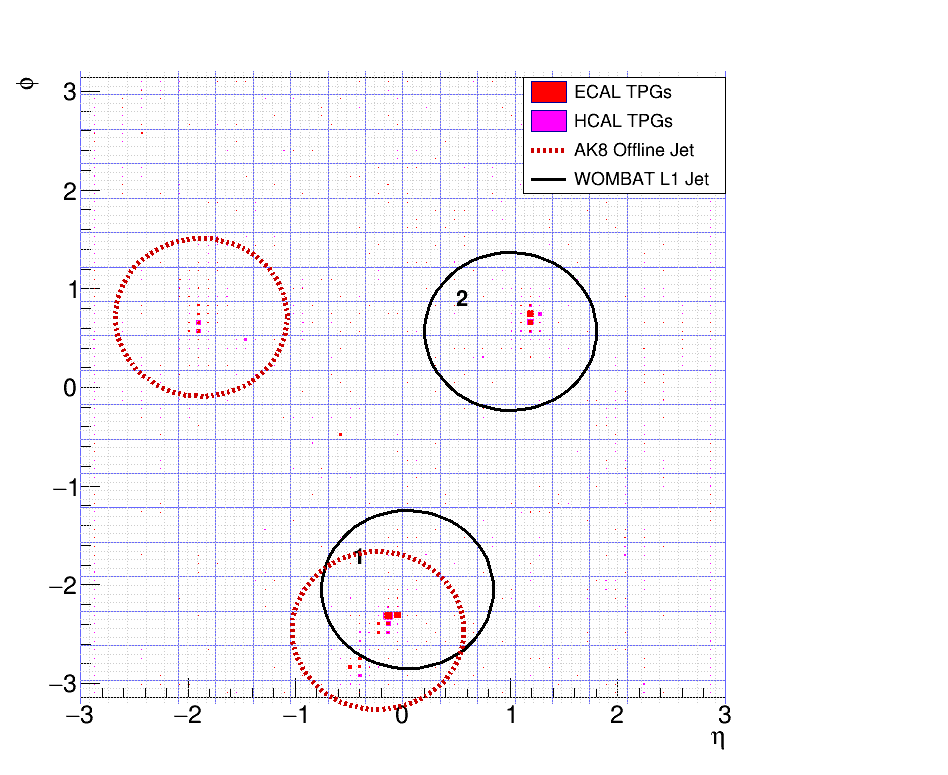 φ
3
2
1
0
−1
−2
−3
ECAL TPGs
HCAL TPGs
AK8 Offline Jet
WOMBAT L1 Jet
2
1
−3 −2 −1 0 1 2 3
η